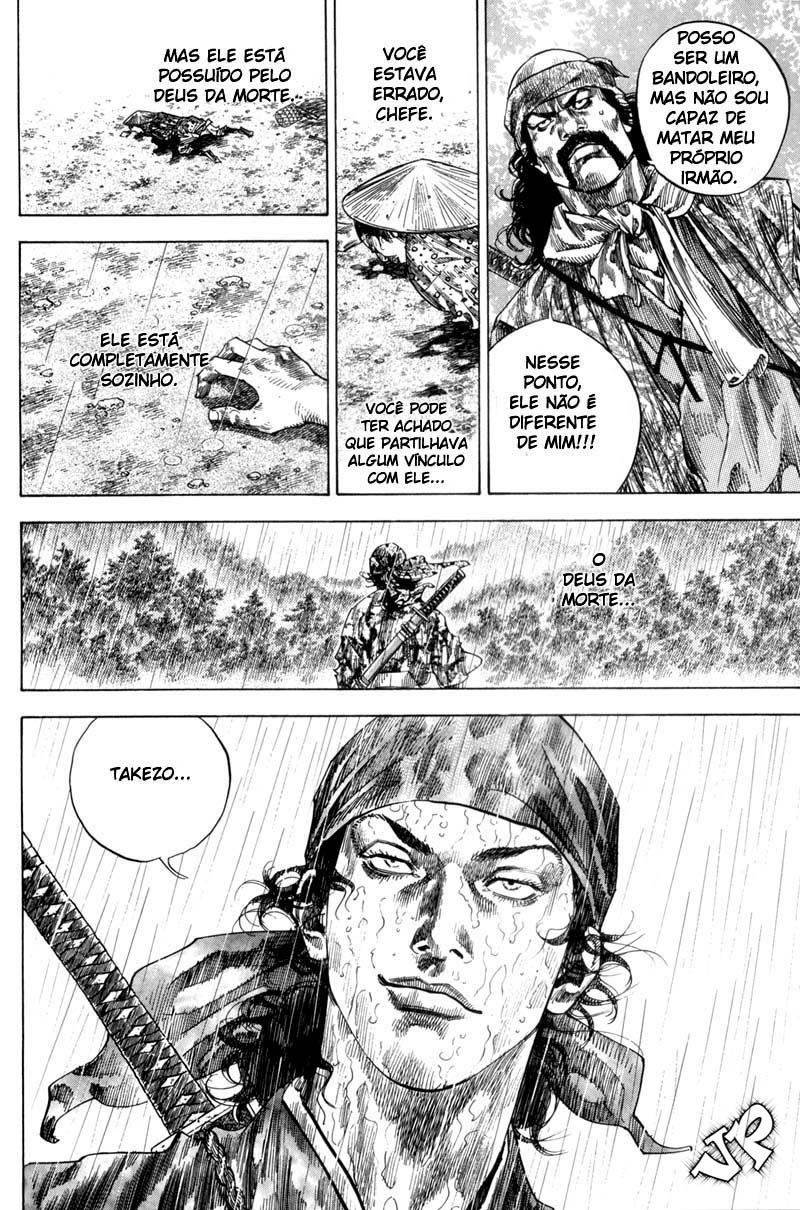 POSSO
SER UM
BANDOLEIRO,
MAS NÃO SOU
CAPAZ DE
MATAR MEU
PRÓPRIO
IRMÃO.
NESSE
PONTO,
ELE NÃO É
DIFERENTE
DE MIM!!!
VOCÊ
ESTAVA
ERRADO,
CHEFE.
VOCÊ PODE
TER ACHADO
QUE PARTILHAVA
ALGUM VÍNCULO
COM ELE...
MAS ELE ESTÁ
POSSUÍDO PELO
DEUS DA MORTE...
ELE ESTÁ
COMPLETAMENTE
SOZINHO.
O
DEUS DA
MORTE...
TAKEZO...
JR